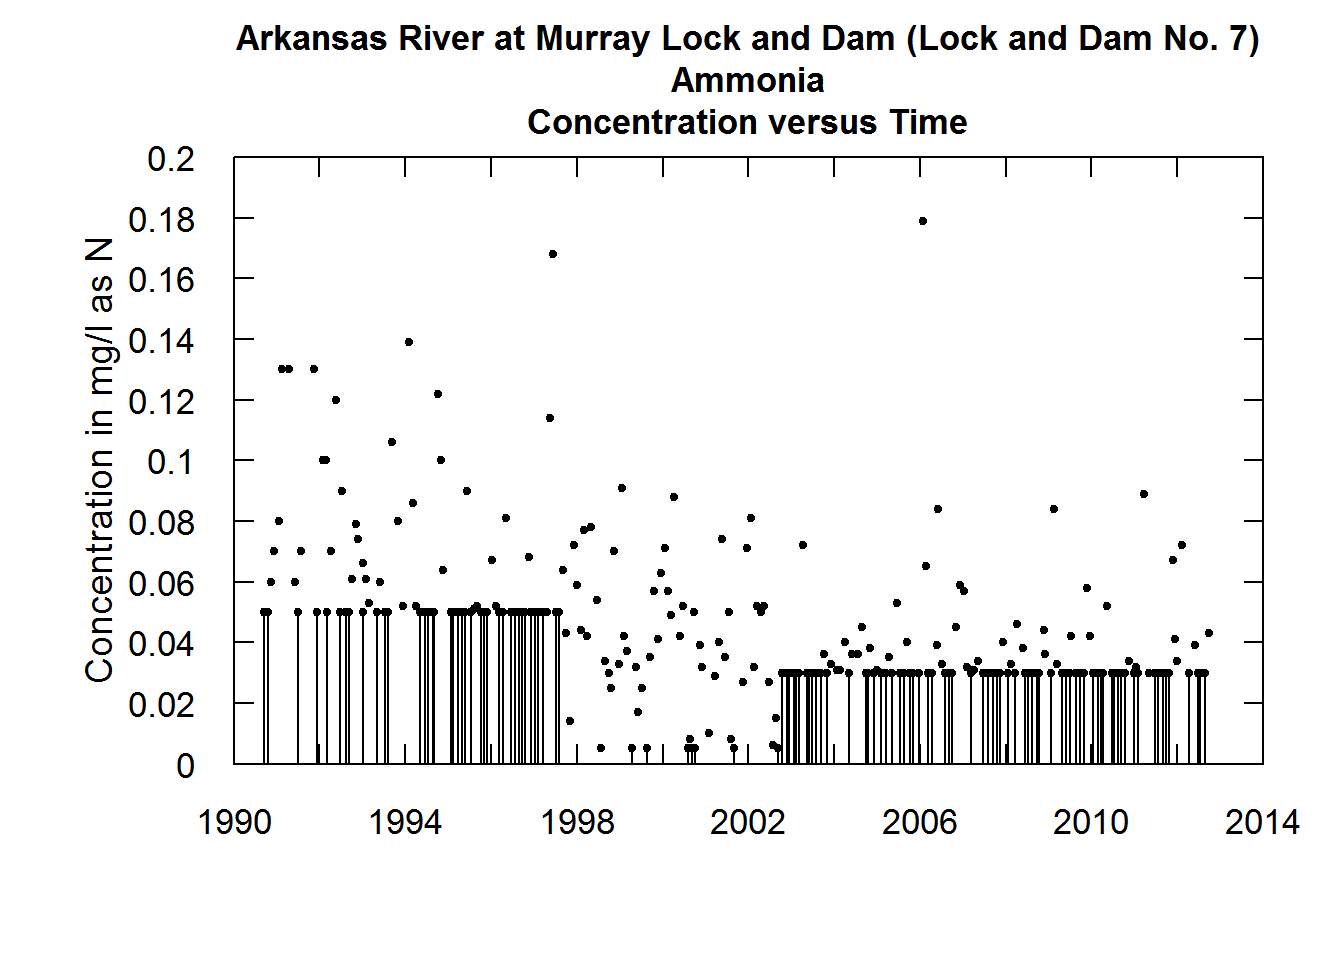 Arkansas River at Murray Lock and Dam (Lock and Dam No. 7)
Ammonia
Concentration versus Time
Concentration in mg/l as N
0.2
0.18
0.16
0.14
0.12
0.1
0.08
0.06
0.04
0.02
0
1990 1994 1998 2002 2006 2010 2014